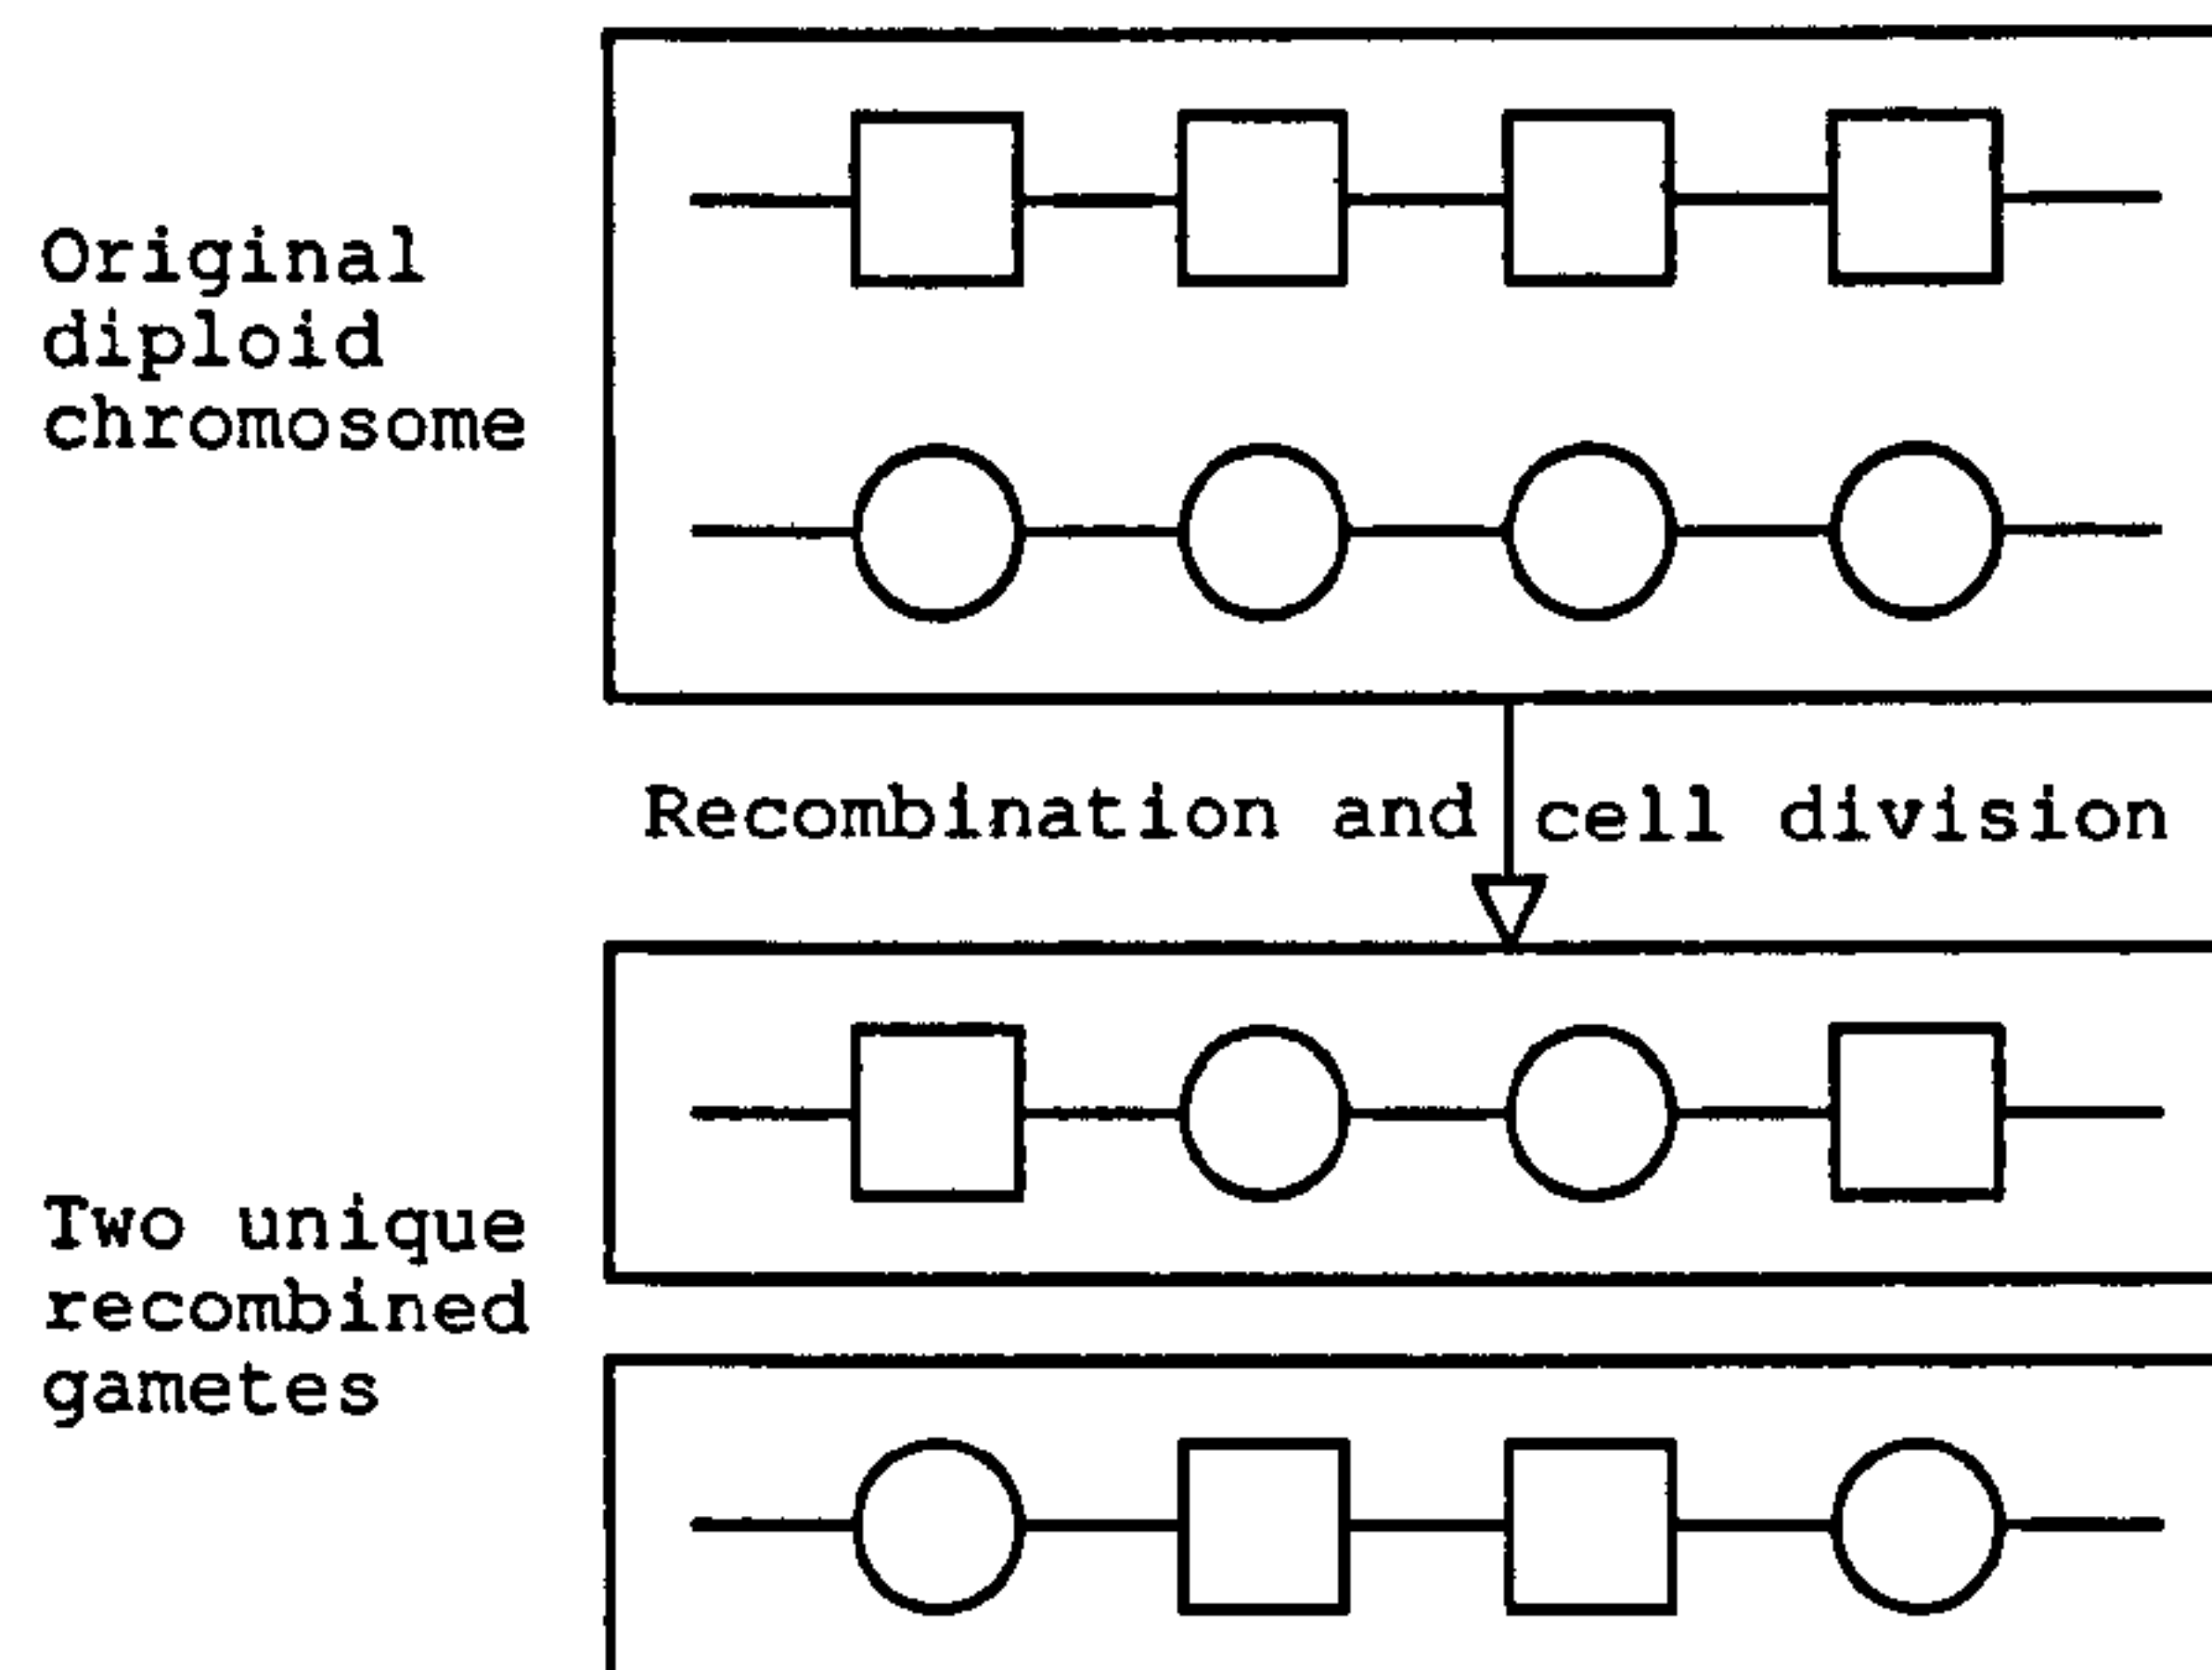 Original
diploid
chromosome
Recombination and cell division
Two unique
recombined
gametes